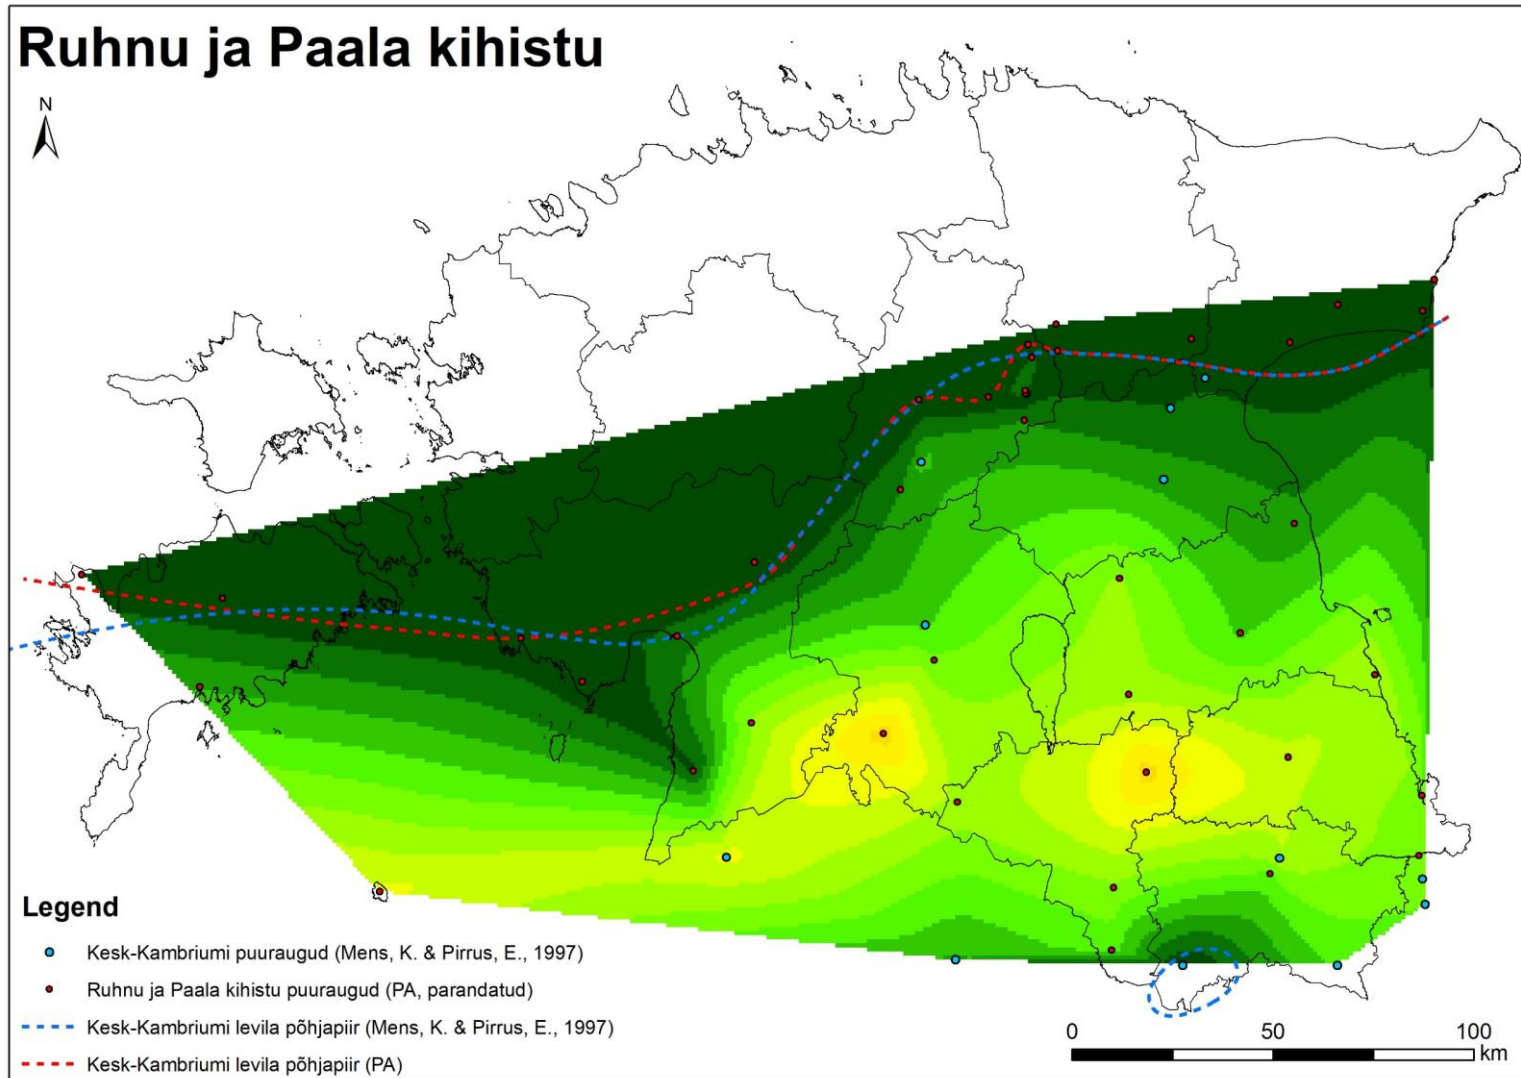 Ruhnu ja Paala kihistu
N
Legend
Kesk-Kambriumi puuraugud (Mens, K. & Pirrus, E., 1997)
Ruhnu ja Paala kihistu puuraugud (PA, parandatud)
Kesk-Kambriumi levila põhjapiir (Mens, K. & Pirrus, E., 1997)
Kesk-Kambriumi levila põhjapiir (PA)
0 50 100
km